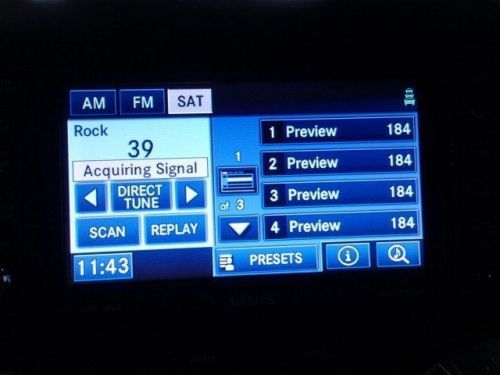 AM FM SAT
Rock
39
Acquiring Signal
DIRECT
TUNE
SCAN REPLAY
11:43
1
of 3
1 Preview 184
2 Preview 184
3 Preview 184
4 Preview 184
PRESETS